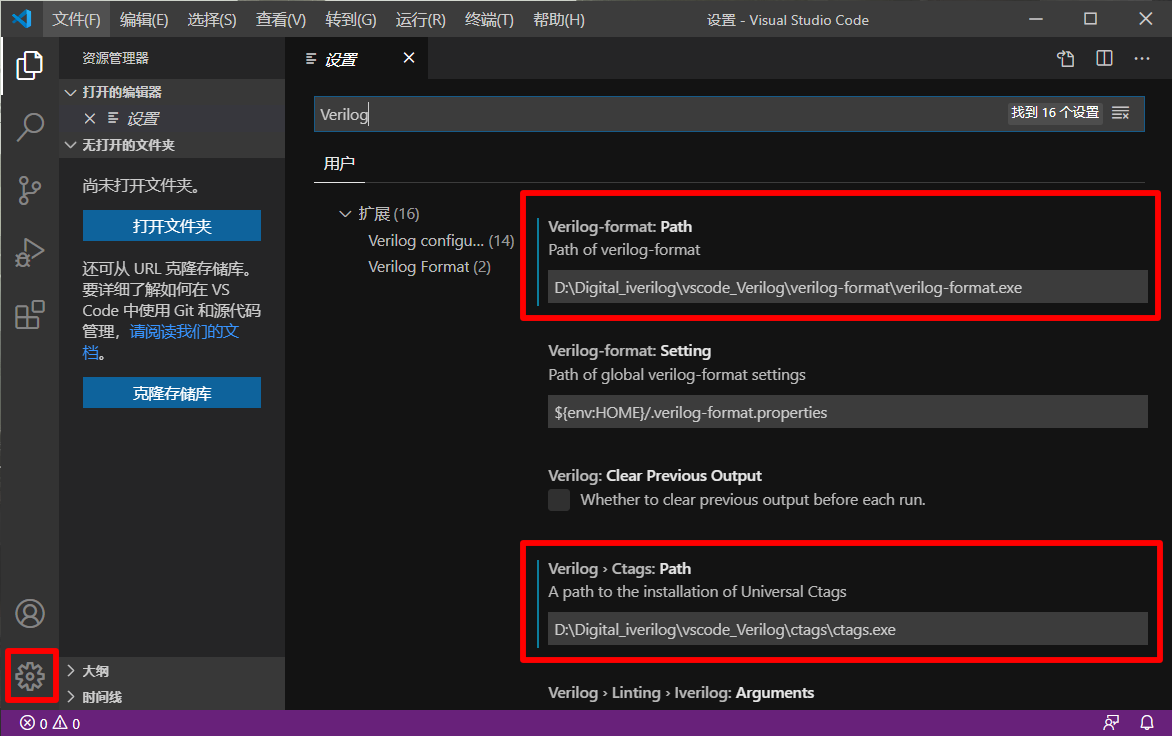 文件(F) 编辑(E) 选择(S) 查看(V) 转到(G) 运行(R) 终端(T) 帮助(H) 设置 - Visual Studio Code
资源管理器
打开的编辑器
设置
无打开的文件夹
尚未打开文件夹。
打开文件夹
还可从 URL 克隆存储库。
要详细了解如何在 VS
Code 中使用 Git 和源代码
管理，请阅读我们的文
档。
克隆存储库
大纲
时间线
设置
Verilog 找到 16 个设置
用户
扩展 (16)
Verilog configu... (14)
Verilog Format (2)
Verilog-format: Path
Path of verilog-format
D:\Digital_iverilog\vscode_Verilog\verilog-format\verilog-format.exe
Verilog-format: Setting
Path of global verilog-format settings
${env:HOME}/.verilog-format.properties
Verilog: Clear Previous Output
Whether to clear previous output before each run.
Verilog › Ctags: Path
A path to the installation of Universal Ctags
D:\Digital_iverilog\vscode_Verilog\ctags\ctags.exe
Verilog › Linting › Iverilog: Arguments
0 0